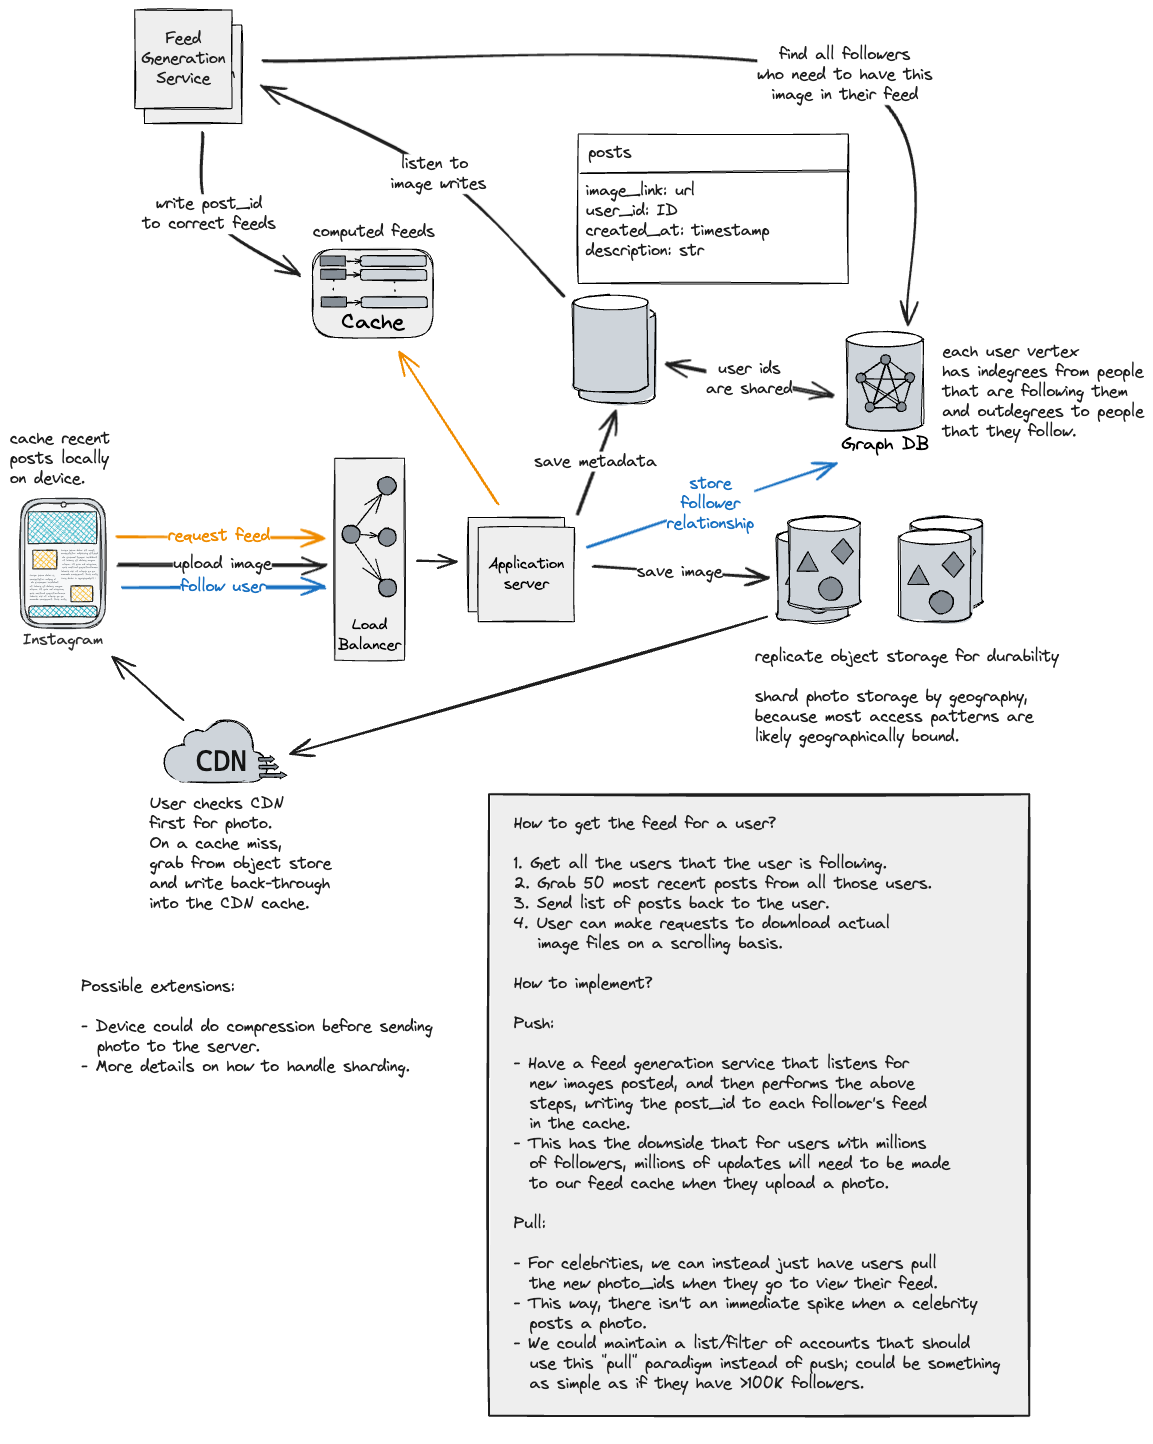 Feed
Generation
Service
find all followers
who need to have this
image in their feed
listen to
image writes
posts
image_link: url
user_id: ID
created_at: timestamp
description: str
write post_id
to correct feeds
computed feeds
Cache
user ids
are shared
each user vertex
has indegrees from people
that are following them
and outdegrees to people
that they follow.
Graph DB
cache recent
posts locally
on device.
save metadata
store
follower
relationship
request feed
upload image
follow user
Application
server
save image
Load
Balancer
Instagram
replicate object storage for durability
shard photo storage by geography,
because most access patterns are
likely geographically bound.
CDN
User checks CDN
first for photo.
On a cache miss,
grab from object store
and write back-through
into the CDN cache.
How to get the feed for a user?
1. Get all the users that the user is following.
2. Grab 50 most recent posts from all those users.
3. Send list of posts back to the user.
4. User can make requests to download actual
image files on a scrolling basis.
How to implement?
Push:
- Have a feed generation service that listens for
new images posted, and then performs the above
steps, writing the post_id to each follower's feed
in the cache.
- This has the downside that for users with millions
of followers, millions of updates will need to be made
to our feed cache when they upload a photo.
Pull:
- For celebrities, we can instead just have users pull
the new photo_ids when they go to view their feed.
- This way, there isn't an immediate spike when a celebrity
posts a photo.
- We could maintain a list/filter of accounts that should
use this "pull" paradigm instead of push; could be something
as simple as if they have >100K followers.
Possible extensions:
- Device could do compression before sending
photo to the server.
- More details on how to handle sharding.